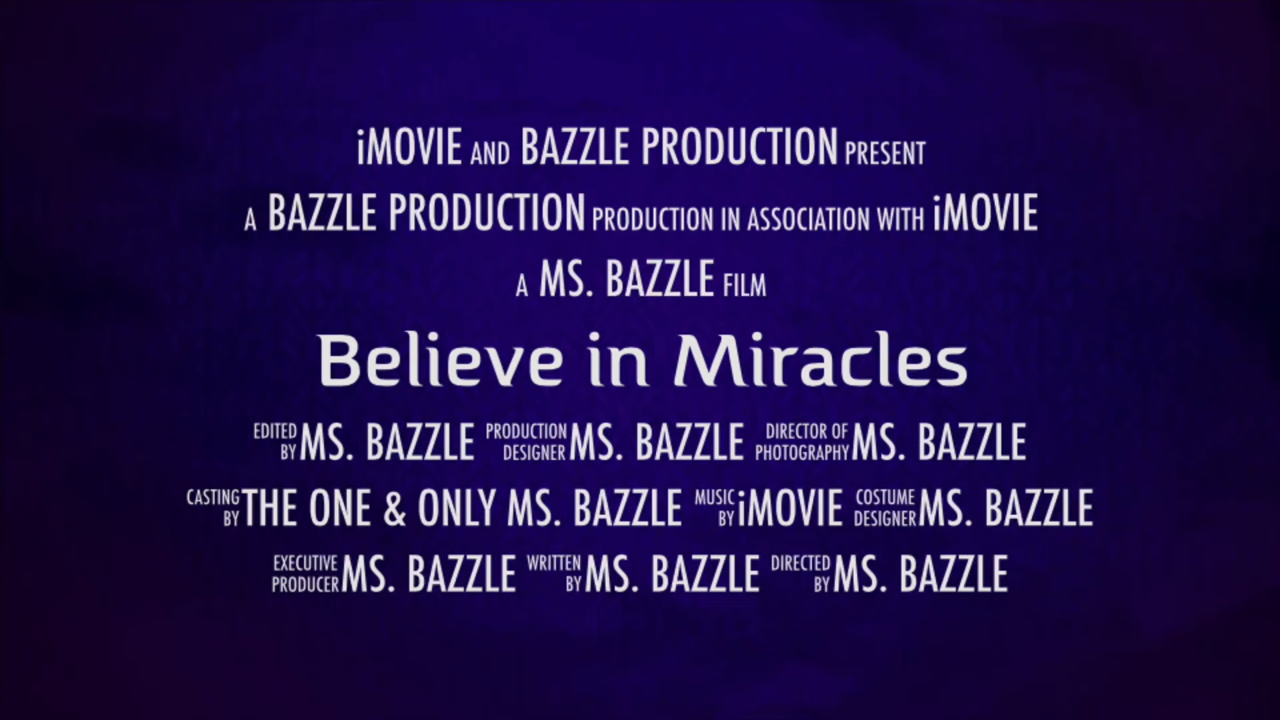 iMOVIE AND BAZZLE PRODUCTION PRESENT
A BAZZLE PRODUCTION PRODUCTION IN ASSOCIATION WITH iMOVIE
A MS. BAZZLE FILM
Believe in Miracles
EDITED BY MS. BAZZLE PRODUCTION DESIGNER MS. BAZZLE DIRECTOR OF PHOTOGRAPHY MS. BAZZLE
CASTING BY THE ONE & ONLY MS. BAZZLE MUSIC BY iMOVIE COSTUME DESIGNER MS. BAZZLE
EXECUTIVE PRODUCER MS. BAZZLE WRITTEN BY MS. BAZZLE DIRECTED BY MS. BAZZLE